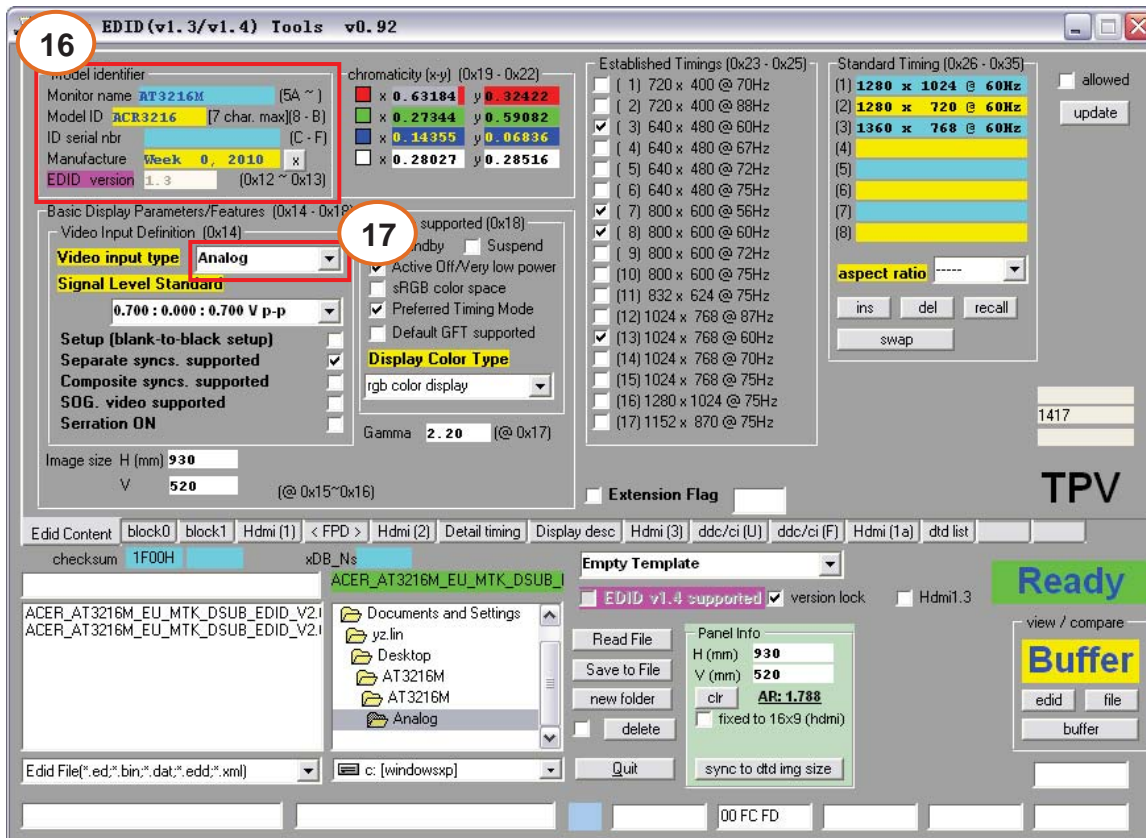 EDID(v1.3/v1.4) Tools v0.92
16
Model identifier
Monitor name AT3216M (5A ~ )
Model ID ACR3216 [7 char. max](8 - B)
ID serial nbr (C - F)
Manufacture Week 0, 2010 x
EDID version 1.3 (0x12 ~ 0x13)
chromaticity (x-y) (0x19 - 0x22)
x 0.63184 y 0.32422
x 0.27344 y 0.59082
x 0.14355 y 0.06836
x 0.28027 y 0.28516
Basic Display Parameters/Features (0x14 - 0x18)
Video Input Definition (0x14)
Video input type Analog
17
Signal Level Standard
0.700 : 0.000 : 0.700 V p-p
Setup (blank-to-black setup)
Separate syncs. supported
Composite syncs. supported
SOG. video supported
Serration ON
supported (0x18)
Suspend
Active Off/Very low power
sRGB color space
Preferred Timing Mode
Default GFT supported
Display Color Type
rgb color display
Gamma 2.20 (@ 0x17)
Image size H (mm) 930
V 520 (@ 0x15~0x16)
Established Timings (0x23 - 0x25)
( 1) 720 x 400 @ 70Hz
( 2) 720 x 400 @ 88Hz
( 3) 640 x 480 @ 60Hz
( 4) 640 x 480 @ 67Hz
( 5) 640 x 480 @ 72Hz
( 6) 640 x 480 @ 75Hz
( 7) 800 x 600 @ 56Hz
( 8) 800 x 600 @ 60Hz
( 9) 800 x 600 @ 72Hz
(10) 800 x 600 @ 75Hz
(11) 832 x 624 @ 75Hz
(12) 1024 x 768 @ 87Hz
(13) 1024 x 768 @ 60Hz
(14) 1024 x 768 @ 70Hz
(15) 1024 x 768 @ 75Hz
(16) 1280 x 1024 @ 75Hz
(17) 1152 x 870 @ 75Hz
Extension Flag
Standard Timing (0x26 - 0x35)
(1) 1280 x 1024 @ 60Hz
(2) 1280 x 720 @ 60Hz
(3) 1360 x 768 @ 60Hz
(4)
(5)
(6)
(7)
(8)
aspect ratio -----
ins del recall
swap
allowed
update
1417
TPV
Edid Content block0 block1 Hdmi (1) < FPD > Hdmi (2) Detail timing Display desc Hdmi (3) ddc/ci (U) ddc/ci (F) Hdmi (1a) dtd list
checksum 1F00H xDB_Ns
ACER_AT3216M_EU_MTK_DSUB_
ACER_AT3216M_EU_MTK_DSUB_EDID_V2.
ACER_AT3216M_EU_MTK_DSUB_EDID_V2.
Documents and Settings
yz.lin
Desktop
AT3216M
AT3216M
Analog
Edid File(*.ed;*.bin;*.dat;*.edd;*.xml)
c: [windowsxp]
Empty Template
EDID v1.4 supported version lock Hdmi1.3
Read File
Save to File
new folder
delete
Quit
Panel Info
H (mm) 930
V (mm) 520
clr AR: 1.788
fixed to 16x9 (hdmi)
sync to dtd img size
Ready
view / compare
Buffer
edid file
buffer
00 FC FD